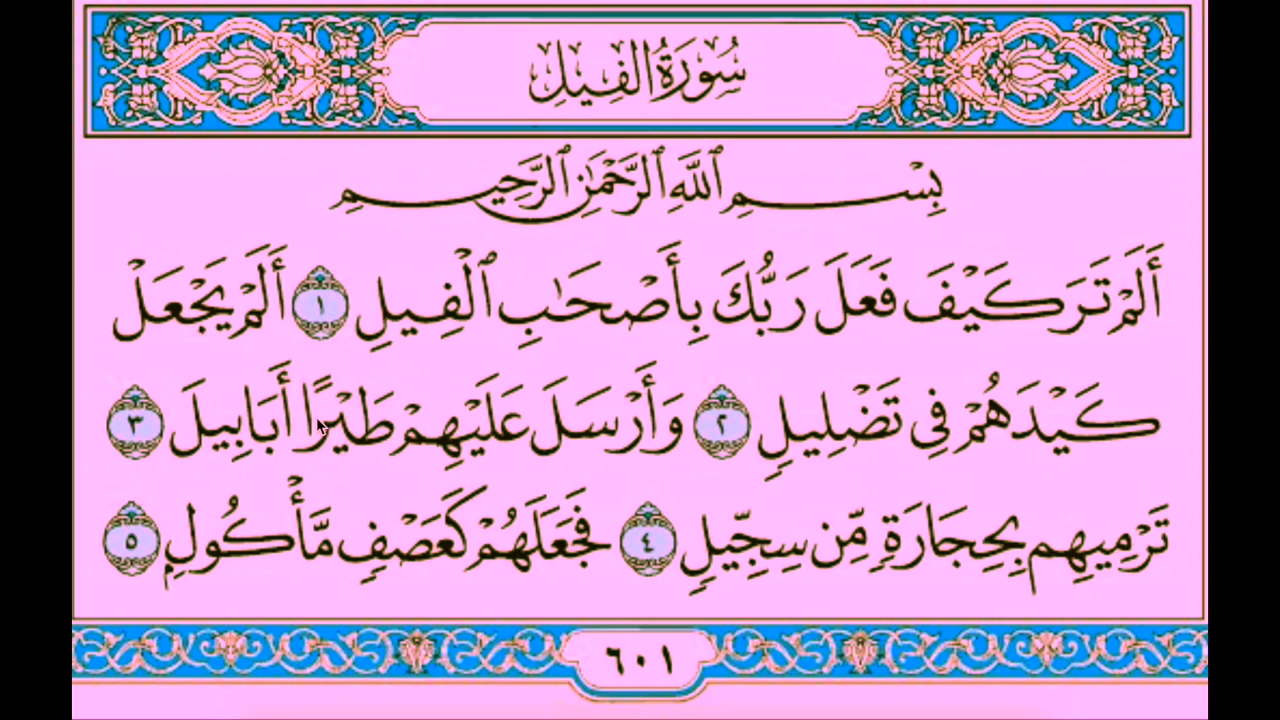 سُورَةُ الفِيلِ
بِسْمِ ٱللَّهِ ٱلرَّحْمَٰنِ ٱلرَّحِيمِ
أَلَمْ تَرَ كَيْفَ فَعَلَ رَبُّكَ بِأَصْحَٰبِ ٱلْفِيلِ ١ أَلَمْ يَجْعَلْ
كَيْدَهُمْ فِى تَضْلِيلٍ ٢ وَأَرْسَلَ عَلَيْهِمْ طَيْرًا أَبَابِيلَ ٣
تَرْمِيهِم بِحِجَارَةٍ مِّن سِجِّيلٍ ٤ فَجَعَلَهُمْ كَعَصْفٍ مَّأْكُولٍ ٥
٦٠١